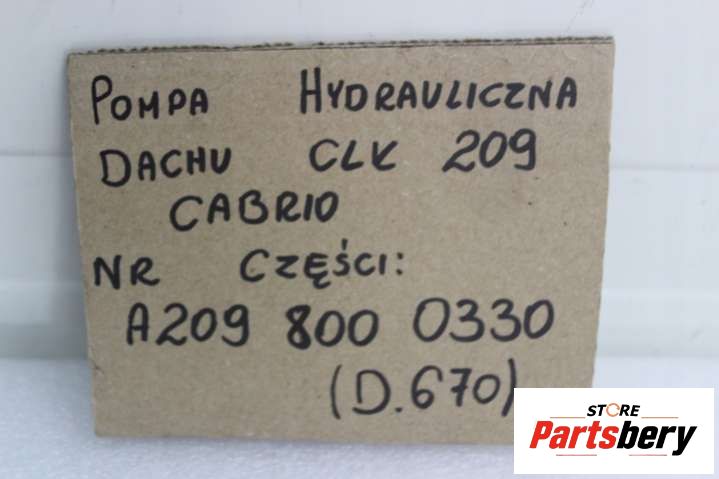 POMPA HYDRAULICZNA
DACHU CLK 209
CABRIO
NR CZĘŚCI:
A209 800 0330
(D.670)
STORE
Partsbery